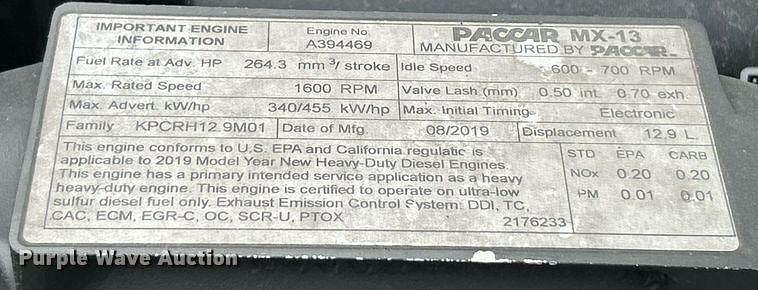 IMPORTANT ENGINE INFORMATION
Engine No
A394469
PACCAR MX-13
MANUFACTURED BY PACCAR
Fuel Rate at Adv. HP 264.3 mm³/ stroke
Idle Speed 600 - 700 RPM
Max. Rated Speed 1600 RPM
Valve Lash (mm) 0.50 int. 0.70 exh.
Max. Advert. kW/hp 340/455 kW/hp
Max. Initial Timing Electronic
Family KPCRH12.9M01
Date of Mfg. 08/2019
Displacement 12.9 L.
This engine conforms to U.S. EPA and California regulatic is
applicable to 2019 Model Year New Heavy-Duty Diesel Engines.
This engine has a primary intended service application as a heavy
heavy-duty engine. This engine is certified to operate on ultra-low
sulfur diesel fuel only. Exhaust Emission Control System: DDI, TC,
CAC, ECM, EGR-C, OC, SCR-U, PTOX 2176233
STD EPA CARB
NOx 0.20 0.20
PM 0.01 0.01
Purple Wave Auction